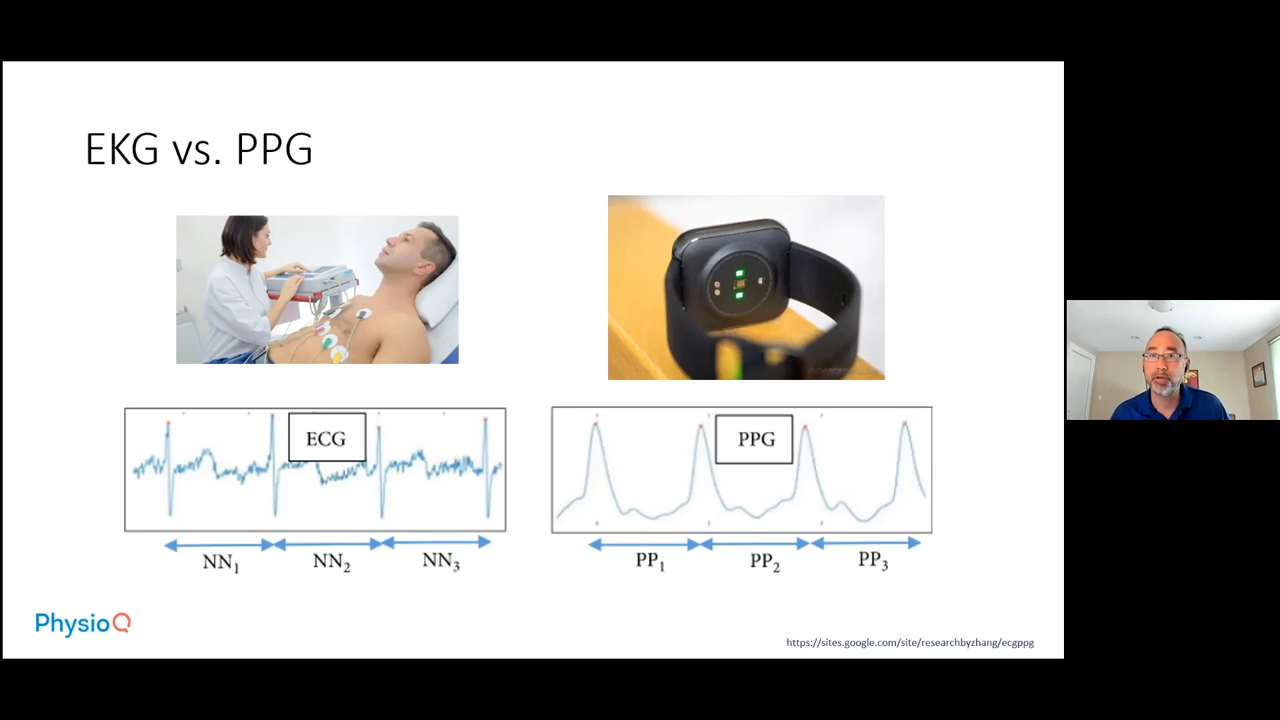 EKG vs. PPG
ECG
PPG
NN₁ NN₂ NN₃
PP₁ PP₂ PP₃
PhysioQ
https://sites.google.com/site/researchbyzhang/ecgppg